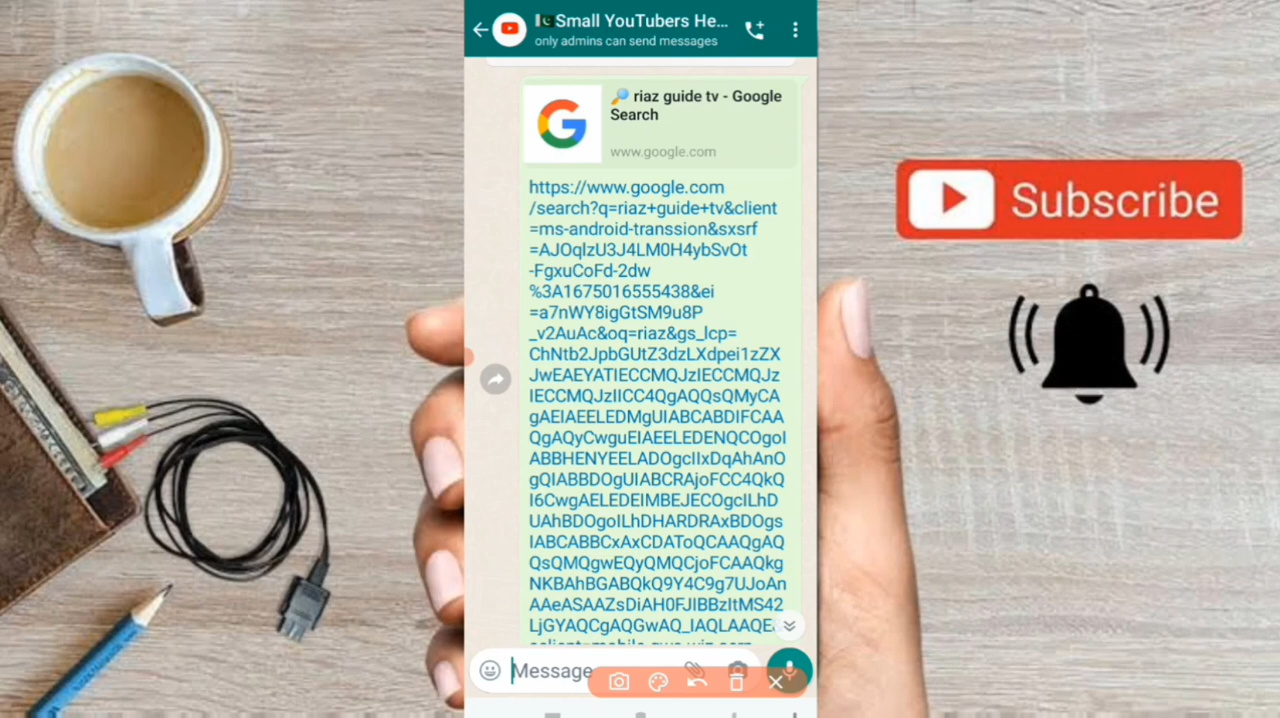 Small YouTubers He...
only admins can send messages
🔎 riaz guide tv - Google
Search
www.google.com
https://www.google.com
/search?q=riaz+guide+tv&client
=ms-android-transsion&sxsrf
=AJOqlzU3J4LM0H4ybSvOt
-FgxuCoFd-2dw
%3A1675016555438&ei
=a7nWY8igGtSM9u8P
_v2AuAc&oq=riaz&gs_lcp=
ChNtb2JpbGUtZ3dzLXdpei1zZX
JwEAEYATIECCMQJzIECCMQJz
IECCMQJzIICC4QgAQQsQMyCA
gAEIAEELEDMgUIABCABDIFCAA
QgAQyCwguEIAEELEDENQCOgoI
ABBHENYEELADOgcIIxDqAhAnO
gQIABBDOgUIABCRAjoFCC4QkQ
I6CwgAELEDEIMBEJECOgcILhD
UAhBDOgoILhDHARDRAxBDOgs
IABCABBCxAxCDAToQCAAQgAQ
QsQMQgwEQyQMQCjoFCAAQkg
NKBAhBGABQkQ9Y4C9g7UJoAn
AAeASAAZsDiAH0FJIBBzItMS42
LjGYAQCgAQGwAQ_IAQLAAQE
Message
Subscribe